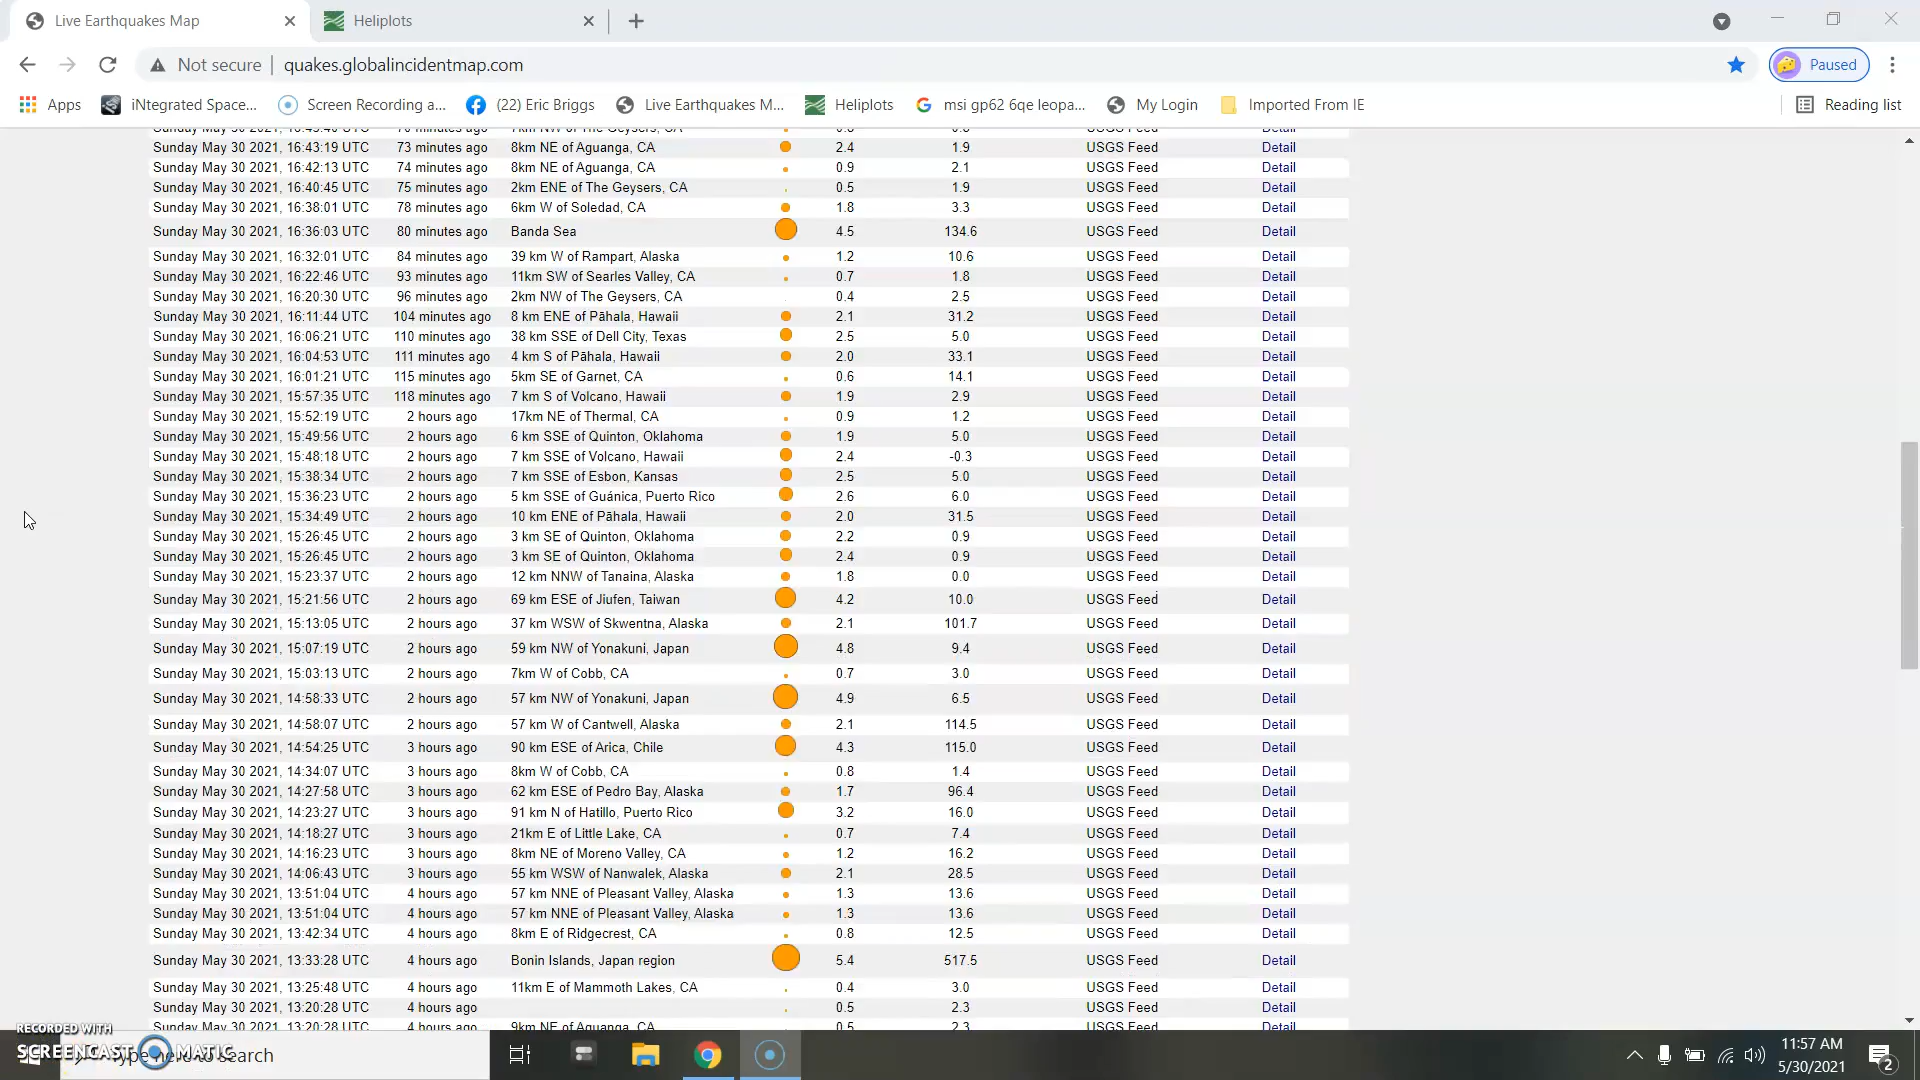 Live Earthquakes Map
Heliplots
Not secure
quakes.globalincidentmap.com
Paused
Apps
iNtegrated Space...
Screen Recording a...
(22) Eric Briggs
Live Earthquakes M...
Heliplots
msi gp62 6qe leopa...
My Login
Imported From IE
Reading list
70 minutes ago 7km NW of The Geysers, CA USGS Feed Detail
Sunday May 30 2021, 16:43:19 UTC 73 minutes ago 8km NE of Aguanga, CA 2.4 1.9 USGS Feed Detail
Sunday May 30 2021, 16:42:13 UTC 74 minutes ago 8km NE of Aguanga, CA 0.9 2.1 USGS Feed Detail
Sunday May 30 2021, 16:40:45 UTC 75 minutes ago 2km ENE of The Geysers, CA 0.5 1.9 USGS Feed Detail
Sunday May 30 2021, 16:38:01 UTC 78 minutes ago 6km W of Soledad, CA 1.8 3.3 USGS Feed Detail
Sunday May 30 2021, 16:36:03 UTC 80 minutes ago Banda Sea 4.5 134.6 USGS Feed Detail
Sunday May 30 2021, 16:32:01 UTC 84 minutes ago 39 km W of Rampart, Alaska 1.2 10.6 USGS Feed Detail
Sunday May 30 2021, 16:22:46 UTC 93 minutes ago 11km SW of Searles Valley, CA 0.7 1.8 USGS Feed Detail
Sunday May 30 2021, 16:20:30 UTC 96 minutes ago 2km NW of The Geysers, CA 0.4 2.5 USGS Feed Detail
Sunday May 30 2021, 16:11:44 UTC 104 minutes ago 8 km ENE of Pāhala, Hawaii 2.1 31.2 USGS Feed Detail
Sunday May 30 2021, 16:06:21 UTC 110 minutes ago 38 km SSE of Dell City, Texas 2.5 5.0 USGS Feed Detail
Sunday May 30 2021, 16:04:53 UTC 111 minutes ago 4 km S of Pāhala, Hawaii 2.0 33.1 USGS Feed Detail
Sunday May 30 2021, 16:01:21 UTC 115 minutes ago 5km SE of Garnet, CA 0.6 14.1 USGS Feed Detail
Sunday May 30 2021, 15:57:35 UTC 118 minutes ago 7 km S of Volcano, Hawaii 1.9 2.9 USGS Feed Detail
Sunday May 30 2021, 15:52:19 UTC 2 hours ago 17km NE of Thermal, CA 0.9 1.2 USGS Feed Detail
Sunday May 30 2021, 15:49:56 UTC 2 hours ago 6 km SSE of Quinton, Oklahoma 1.9 5.0 USGS Feed Detail
Sunday May 30 2021, 15:48:18 UTC 2 hours ago 7 km SSE of Volcano, Hawaii 2.4 -0.3 USGS Feed Detail
Sunday May 30 2021, 15:38:34 UTC 2 hours ago 7 km SSE of Esbon, Kansas 2.5 5.0 USGS Feed Detail
Sunday May 30 2021, 15:36:23 UTC 2 hours ago 5 km SSE of Guánica, Puerto Rico 2.6 6.0 USGS Feed Detail
Sunday May 30 2021, 15:34:49 UTC 2 hours ago 10 km ENE of Pāhala, Hawaii 2.0 31.5 USGS Feed Detail
Sunday May 30 2021, 15:26:45 UTC 2 hours ago 3 km SE of Quinton, Oklahoma 2.2 0.9 USGS Feed Detail
Sunday May 30 2021, 15:26:45 UTC 2 hours ago 3 km SE of Quinton, Oklahoma 2.4 0.9 USGS Feed Detail
Sunday May 30 2021, 15:23:37 UTC 2 hours ago 12 km NNW of Tanaina, Alaska 1.8 0.0 USGS Feed Detail
Sunday May 30 2021, 15:21:56 UTC 2 hours ago 69 km ESE of Jiufen, Taiwan 4.2 10.0 USGS Feed Detail
Sunday May 30 2021, 15:13:05 UTC 2 hours ago 37 km WSW of Skwentna, Alaska 2.1 101.7 USGS Feed Detail
Sunday May 30 2021, 15:07:19 UTC 2 hours ago 59 km NW of Yonakuni, Japan 4.8 9.4 USGS Feed Detail
Sunday May 30 2021, 15:03:13 UTC 2 hours ago 7km W of Cobb, CA 0.7 3.0 USGS Feed Detail
Sunday May 30 2021, 14:58:33 UTC 2 hours ago 57 km NW of Yonakuni, Japan 4.9 6.5 USGS Feed Detail
Sunday May 30 2021, 14:58:07 UTC 2 hours ago 57 km W of Cantwell, Alaska 2.1 114.5 USGS Feed Detail
Sunday May 30 2021, 14:54:25 UTC 3 hours ago 90 km ESE of Arica, Chile 4.3 115.0 USGS Feed Detail
Sunday May 30 2021, 14:34:07 UTC 3 hours ago 8km W of Cobb, CA 0.8 1.4 USGS Feed Detail
Sunday May 30 2021, 14:27:58 UTC 3 hours ago 62 km ESE of Pedro Bay, Alaska 1.7 96.4 USGS Feed Detail
Sunday May 30 2021, 14:23:27 UTC 3 hours ago 91 km N of Hatillo, Puerto Rico 3.2 16.0 USGS Feed Detail
Sunday May 30 2021, 14:18:27 UTC 3 hours ago 21km E of Little Lake, CA 0.7 7.4 USGS Feed Detail
Sunday May 30 2021, 14:16:23 UTC 3 hours ago 8km NE of Moreno Valley, CA 1.2 16.2 USGS Feed Detail
Sunday May 30 2021, 14:06:43 UTC 3 hours ago 55 km WSW of Nanwalek, Alaska 2.1 28.5 USGS Feed Detail
Sunday May 30 2021, 13:51:04 UTC 4 hours ago 57 km NNE of Pleasant Valley, Alaska 1.3 13.6 USGS Feed Detail
Sunday May 30 2021, 13:51:04 UTC 4 hours ago 57 km NNE of Pleasant Valley, Alaska 1.3 13.6 USGS Feed Detail
Sunday May 30 2021, 13:42:34 UTC 4 hours ago 8km E of Ridgecrest, CA 0.8 12.5 USGS Feed Detail
Sunday May 30 2021, 13:33:28 UTC 4 hours ago Bonin Islands, Japan region 5.4 517.5 USGS Feed Detail
Sunday May 30 2021, 13:25:48 UTC 4 hours ago 11km E of Mammoth Lakes, CA 0.4 3.0 USGS Feed Detail
Sunday May 30 2021, 13:20:28 UTC 4 hours ago 0.5 2.3 USGS Feed Detail
Sunday May 30 2021, 13:20:28 UTC 4 hours ago 9km NE of Aguanga, CA 0.5 2.3 USGS Feed Detail
RECORDED WITH
SCREENCAST MATIC
Type here to search
11:57 AM
5/30/2021
2